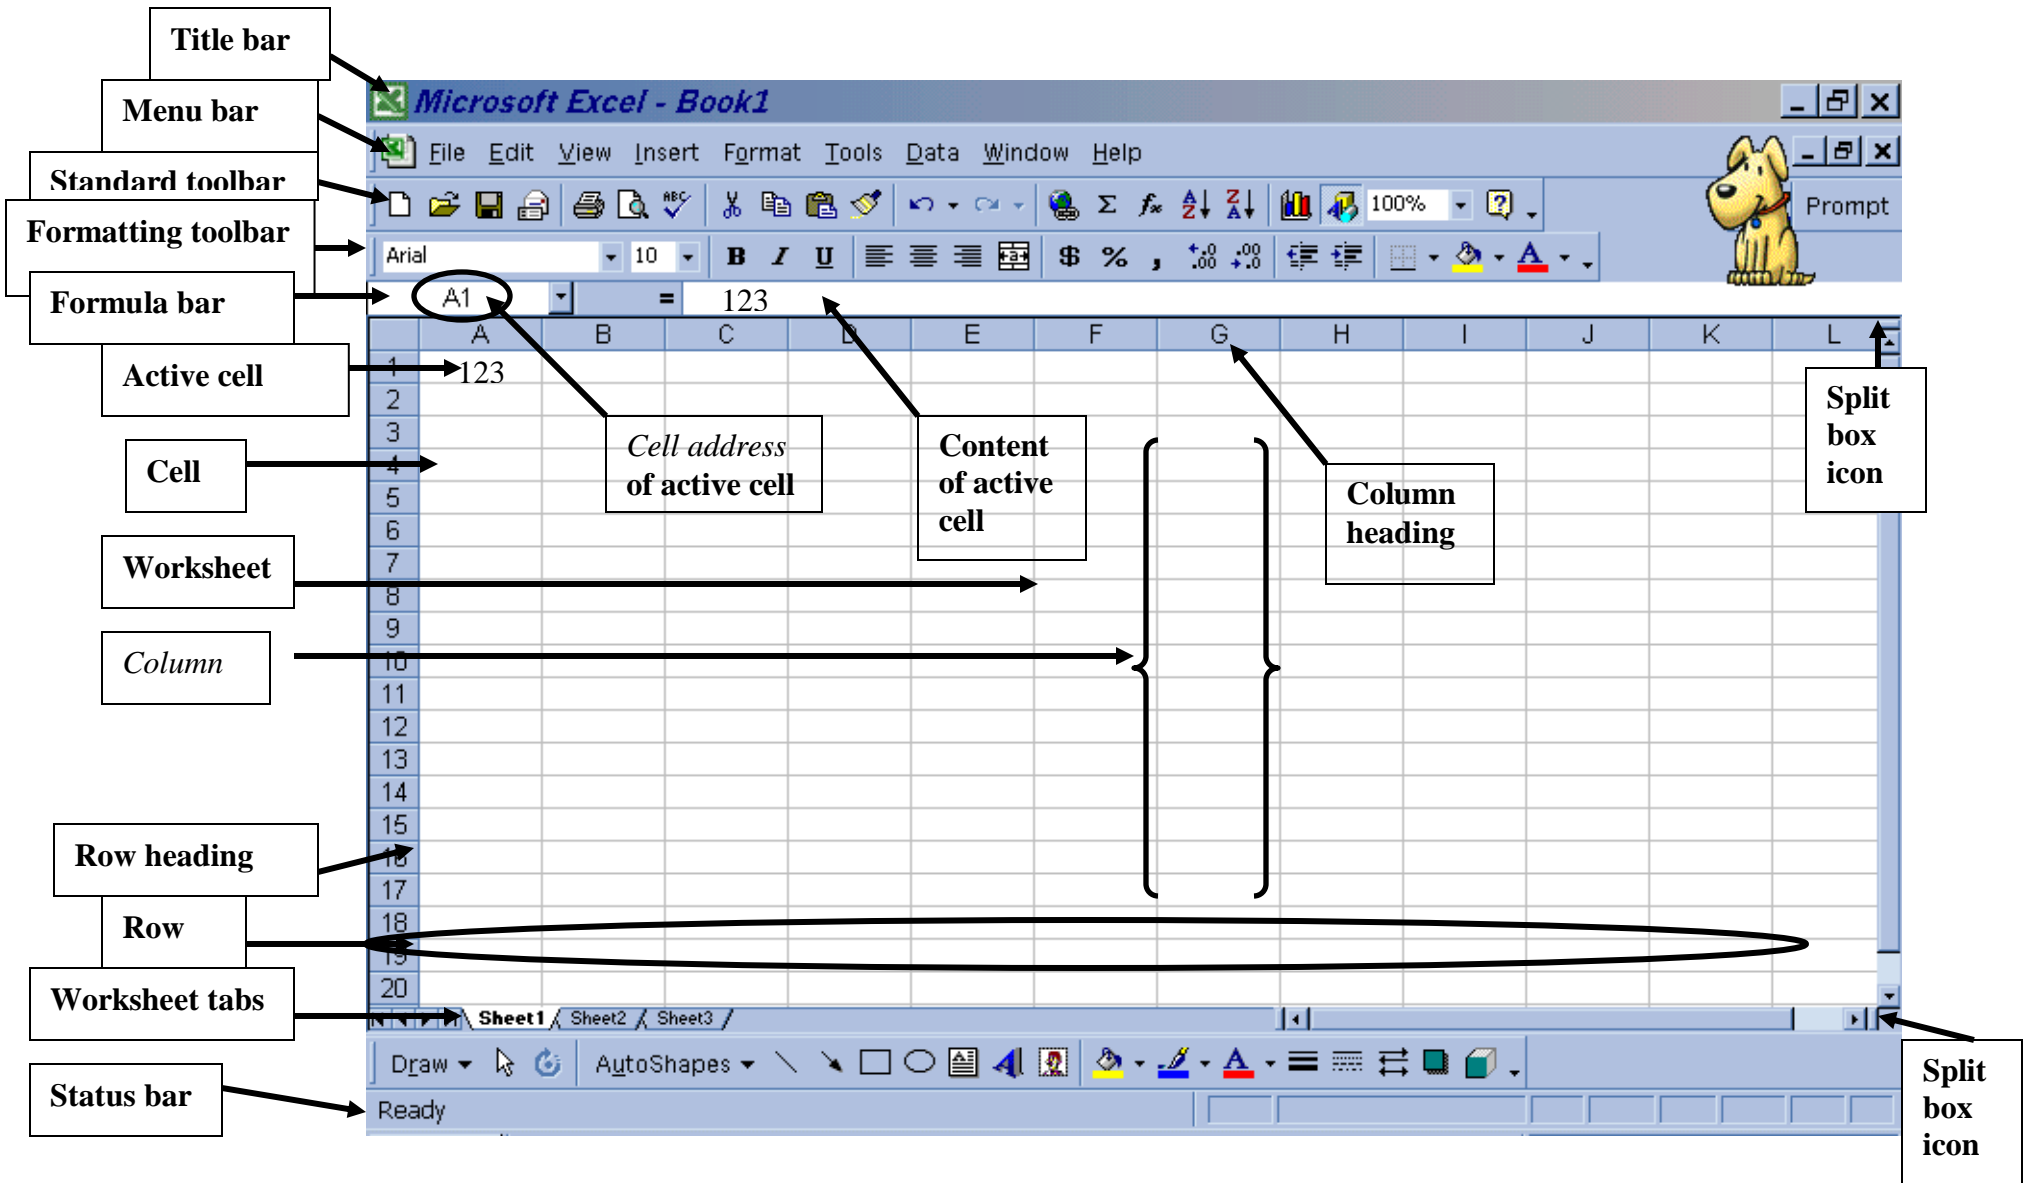 Title bar
Microsoft Excel - Book1
Menu bar
File Edit View Insert Format Tools Data Window Help
Standard toolbar
ABC
100%
Prompt
Formatting toolbar
Arial
10
B I U
$ % ,
Formula bar
A1
=
123
A B C D E F G H I J K L
Active cell
1
123
2
3
4
5
6
7
8
9
10
11
12
13
14
15
16
17
18
19
20
Cell
Cell address
of active cell
Content
of active
cell
Column
heading
Split
box
icon
Worksheet
Column
Row heading
Row
Worksheet tabs
Sheet1 Sheet2 Sheet3
Draw AutoShapes
Status bar
Ready
Split
box
icon